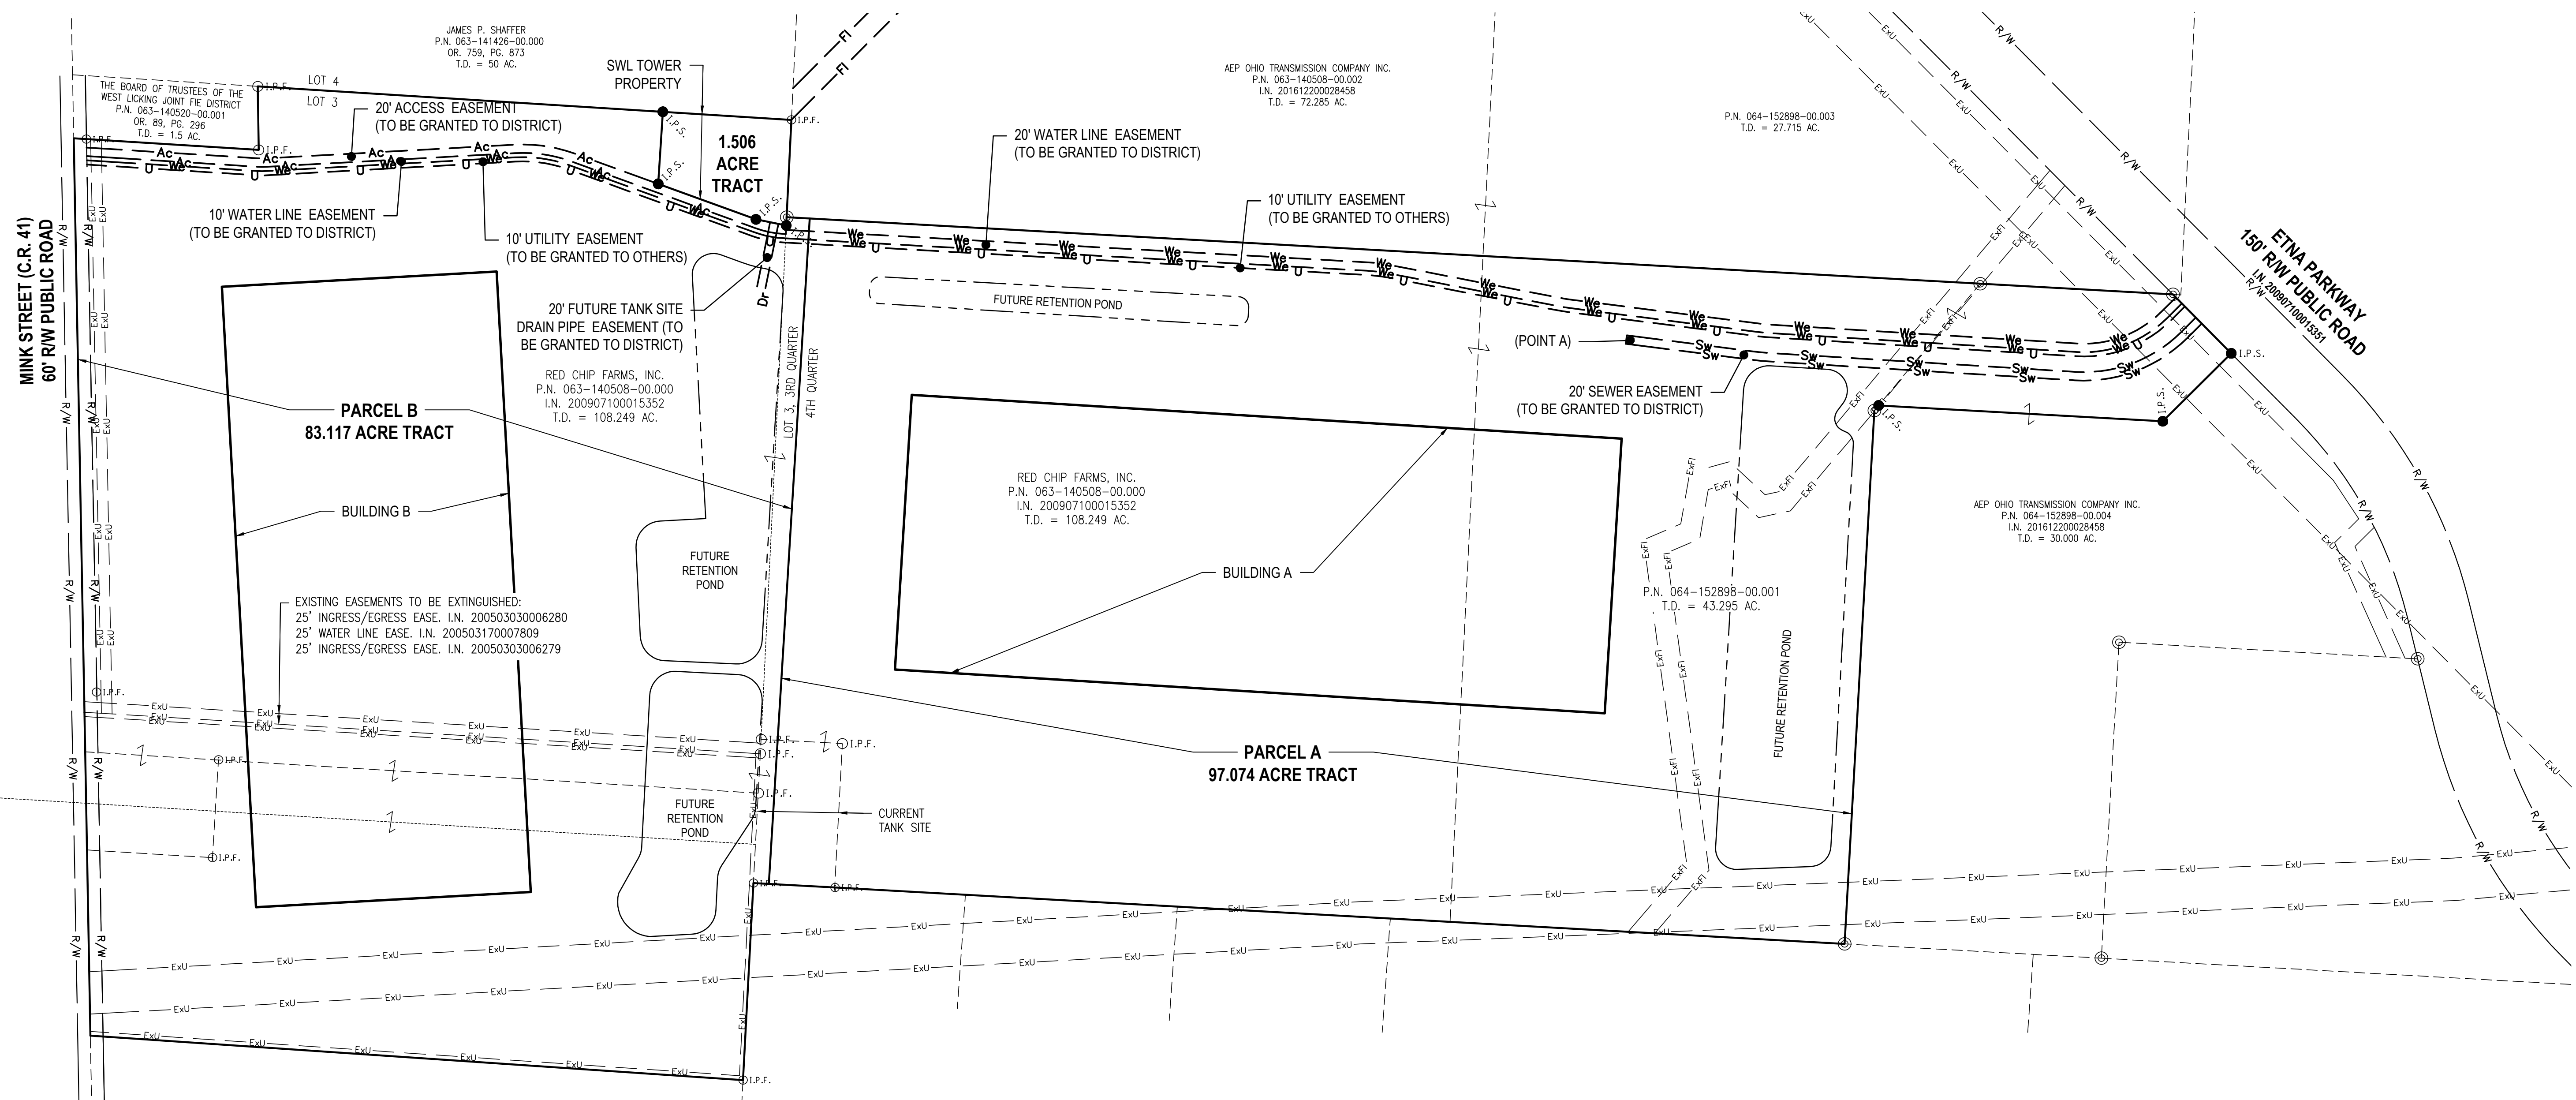 JAMES P. SHAFFER
P.N. 063-141426-00.000
OR. 759, PG. 873
T.D. = 50 AC.
SWL TOWER
PROPERTY
LOT 4
LOT 3
THE BOARD OF TRUSTEES OF THE
WEST LICKING JOINT FIE DISTRICT
P.N. 063-140520-00.001
OR. 89, PG. 296
T.D. = 1.5 AC.
I.P.F.
I.P.F.
I.P.F.
I.P.F.
I.P.S.
I.P.S.
I.P.S.
20' ACCESS EASEMENT
(TO BE GRANTED TO DISTRICT)
1.506
ACRE
TRACT
10' WATER LINE EASEMENT
(TO BE GRANTED TO DISTRICT)
10' UTILITY EASEMENT
(TO BE GRANTED TO OTHERS)
20' FUTURE TANK SITE
DRAIN PIPE EASEMENT (TO
BE GRANTED TO DISTRICT)
Dr
MINK STREET (C.R. 41)
60' R/W PUBLIC ROAD
RED CHIP FARMS, INC.
P.N. 063-140508-00.000
I.N. 200907100015352
T.D. = 108.249 AC.
PARCEL B
83.117 ACRE TRACT
BUILDING B
LOT 3, 3RD QUARTER
4TH QUARTER
FUTURE
RETENTION
POND
EXISTING EASEMENTS TO BE EXTINGUISHED:
25' INGRESS/EGRESS EASE. I.N. 200503030006280
25' WATER LINE EASE. I.N. 200503170007809
25' INGRESS/EGRESS EASE. I.N. 20050303006279
FUTURE
RETENTION
POND
CURRENT
TANK SITE
I.P.F.
I.P.F.
I.P.F.
I.P.F.
I.P.F.
I.P.F.
I.P.F.
I.P.F.
I.P.F.
I.P.F.
AEP OHIO TRANSMISSION COMPANY INC.
P.N. 063-140508-00.002
I.N. 201612200028458
T.D. = 72.285 AC.
P.N. 064-152898-00.003
T.D. = 27.715 AC.
20' WATER LINE EASEMENT
(TO BE GRANTED TO DISTRICT)
10' UTILITY EASEMENT
(TO BE GRANTED TO OTHERS)
FUTURE RETENTION POND
(POINT A)
20' SEWER EASEMENT
(TO BE GRANTED TO DISTRICT)
ETNA PARKWAY
150' R/W PUBLIC ROAD
I.N. 200907100015351
I.P.S.
I.P.S.
I.P.S.
RED CHIP FARMS, INC.
P.N. 063-140508-00.000
I.N. 200907100015352
T.D. = 108.249 AC.
BUILDING A
P.N. 064-152898-00.001
T.D. = 43.295 AC.
FUTURE RETENTION POND
AEP OHIO TRANSMISSION COMPANY INC.
P.N. 064-152898-00.004
I.N. 201612200028458
T.D. = 30.000 AC.
PARCEL A
97.074 ACRE TRACT